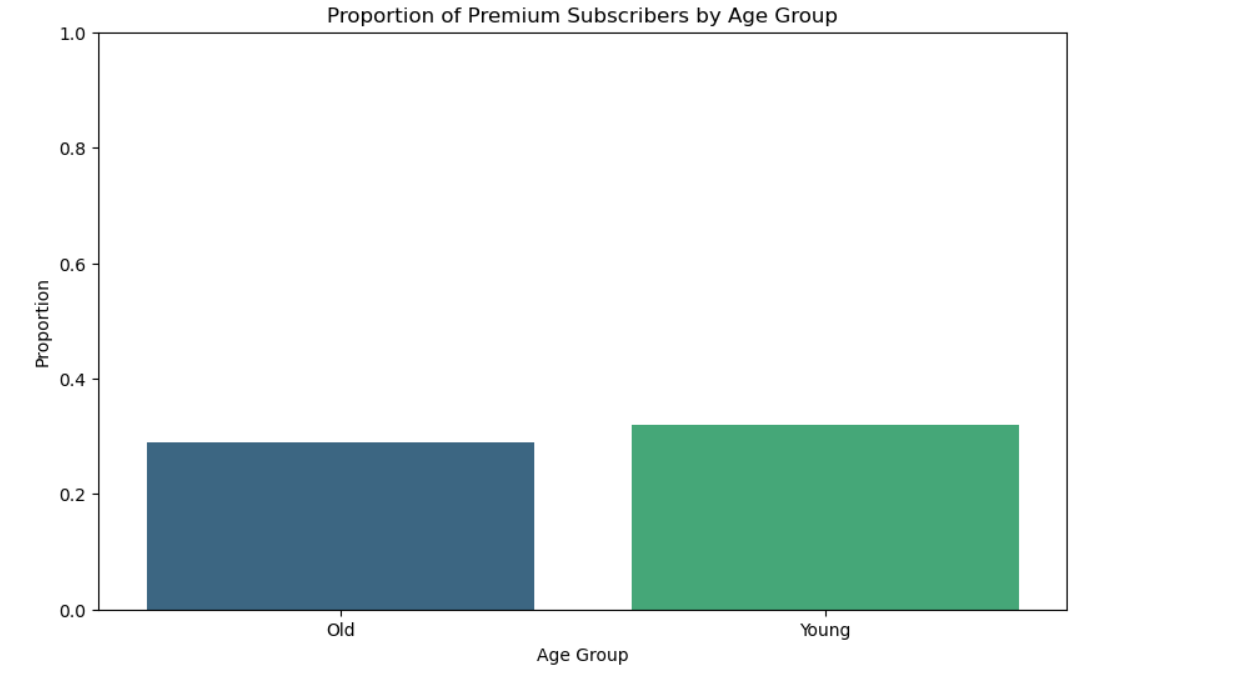 Proportion of Premium Subscribers by Age Group
1.0
0.8
0.6
0.4
0.2
0.0
Proportion
Old
Young
Age Group